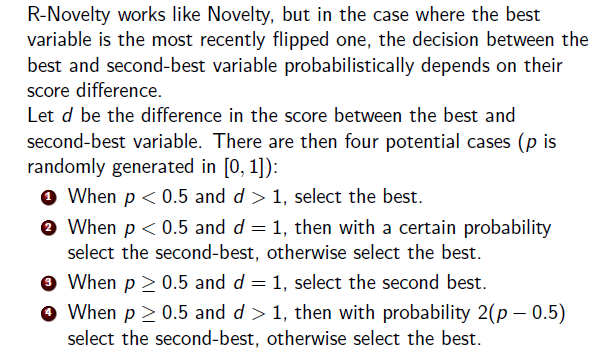 R-Novelty works like Novelty, but in the case where the best
variable is the most recently flipped one, the decision between the
best and second-best variable probabilistically depends on their
score difference.
Let d be the difference in the score between the best and
second-best variable. There are then four potential cases (p is
randomly generated in [0, 1]):
1 When p < 0.5 and d > 1, select the best.
2 When p < 0.5 and d = 1, then with a certain probability
select the second-best, otherwise select the best.
3 When p ≥ 0.5 and d = 1, select the second best.
4 When p ≥ 0.5 and d > 1, then with probability 2(p − 0.5)
select the second-best, otherwise select the best.